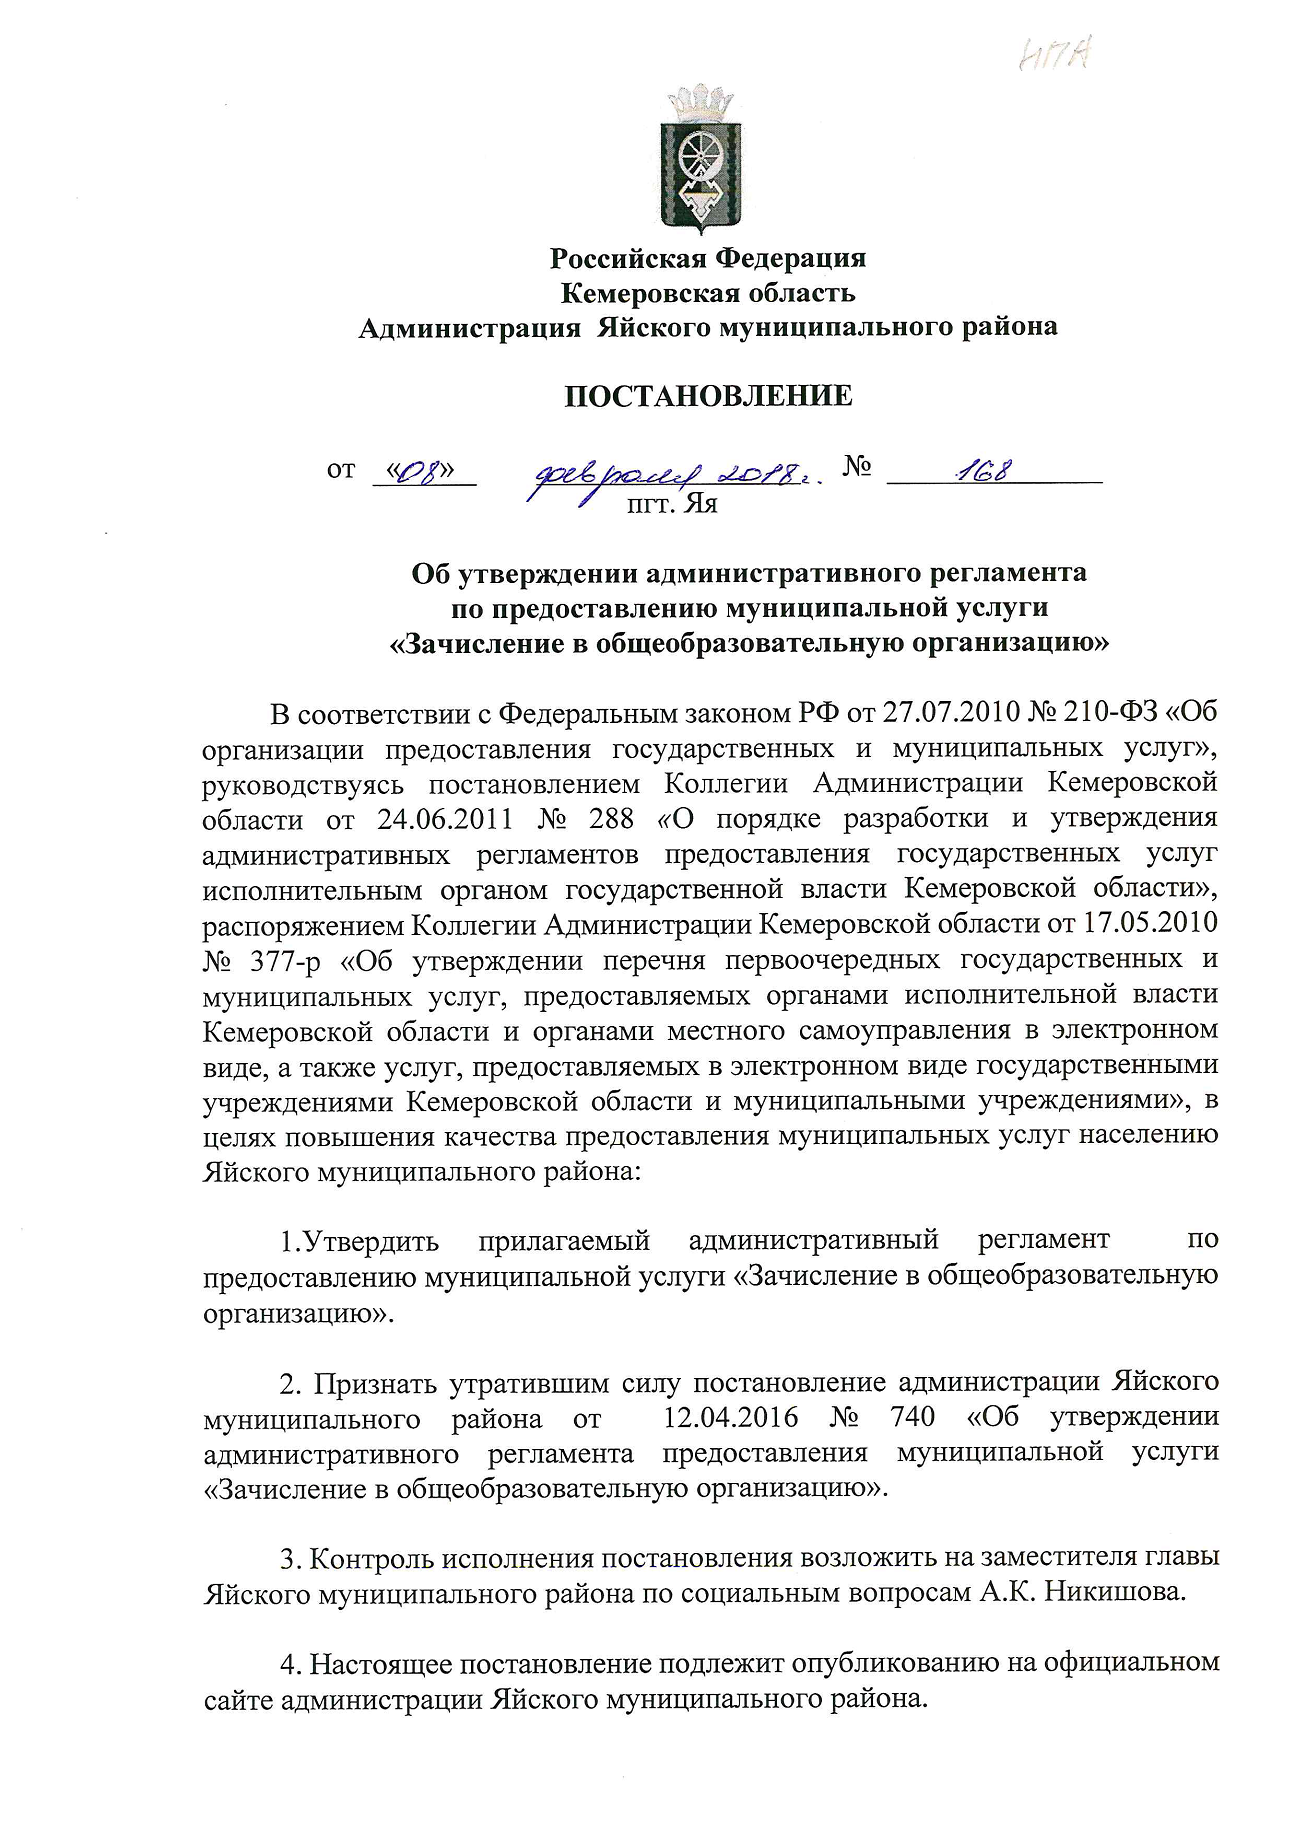 НПА
Российская Федерация
Кемеровская область
Администрация Яйского муниципального района
ПОСТАНОВЛЕНИЕ
от «08» февраля 2018г. № 168
пгт. Яя
Об утверждении административного регламента
по предоставлению муниципальной услуги
«Зачисление в общеобразовательную организацию»
В соответствии с Федеральным законом РФ от 27.07.2010 № 210-ФЗ «Об
организации предоставления государственных и муниципальных услуг»,
руководствуясь постановлением Коллегии Администрации Кемеровской
области от 24.06.2011 № 288 «О порядке разработки и утверждения
административных регламентов предоставления государственных услуг
исполнительным органом государственной власти Кемеровской области»,
распоряжением Коллегии Администрации Кемеровской области от 17.05.2010
№ 377-р «Об утверждении перечня первоочередных государственных и
муниципальных услуг, предоставляемых органами исполнительной власти
Кемеровской области и органами местного самоуправления в электронном
виде, а также услуг, предоставляемых в электронном виде государственными
учреждениями Кемеровской области и муниципальными учреждениями», в
целях повышения качества предоставления муниципальных услуг населению
Яйского муниципального района:
1.Утвердить прилагаемый административный регламент по
предоставлению муниципальной услуги «Зачисление в общеобразовательную
организацию».
2. Признать утратившим силу постановление администрации Яйского
муниципального района от 12.04.2016 № 740 «Об утверждении
административного регламента предоставления муниципальной услуги
«Зачисление в общеобразовательную организацию».
3. Контроль исполнения постановления возложить на заместителя главы
Яйского муниципального района по социальным вопросам А.К. Никишова.
4. Настоящее постановление подлежит опубликованию на официальном
сайте администрации Яйского муниципального района.